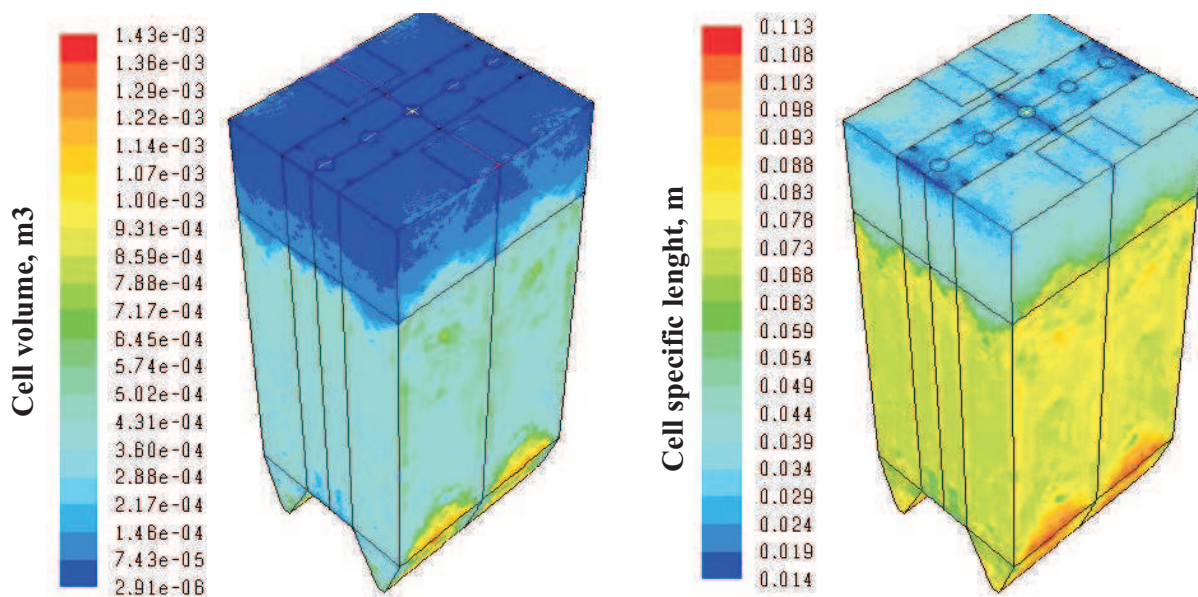 Cell volume, m3
1.43e-03
1.36e-03
1.29e-03
1.22e-03
1.14e-03
1.07e-03
1.00e-03
9.31e-04
8.59e-04
7.88e-04
7.17e-04
6.45e-04
5.74e-04
5.02e-04
4.31e-04
3.60e-04
2.88e-04
2.17e-04
1.46e-04
7.43e-05
2.91e-06
Cell specific lenght, m
0.113
0.108
0.103
0.098
0.093
0.088
0.083
0.078
0.073
0.068
0.063
0.059
0.054
0.049
0.044
0.039
0.034
0.029
0.024
0.019
0.014